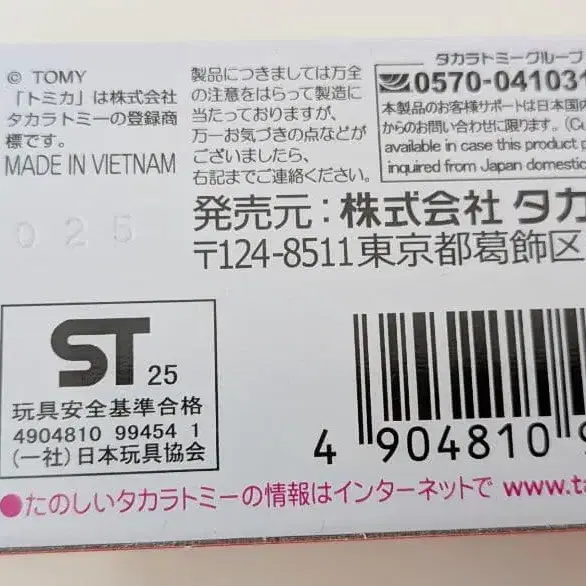 © TOMY
「トミカ」は株式会社
タカラトミーの登録商
標です。
MADE IN VIETNAM
025
製品につきましては万全
の注意をはらって製造に
当たっておりますが、
万一お気づきの点などが
ございましたら、
右記までご連絡ください。
タカラトミーグループ
0570-04103
本製品のお客様サポートは日本国
からのお問い合わせに限ります。(Cu
available in case this product
inquired from Japan domestic
発売元:株式会社 タカ
〒124-8511東京都葛飾区
ST 25
玩具安全基準合格
4904810 99454 1
(一社)日本玩具協会
4 904810 9
●たのしいタカラトミーの情報はインターネットで www.ta